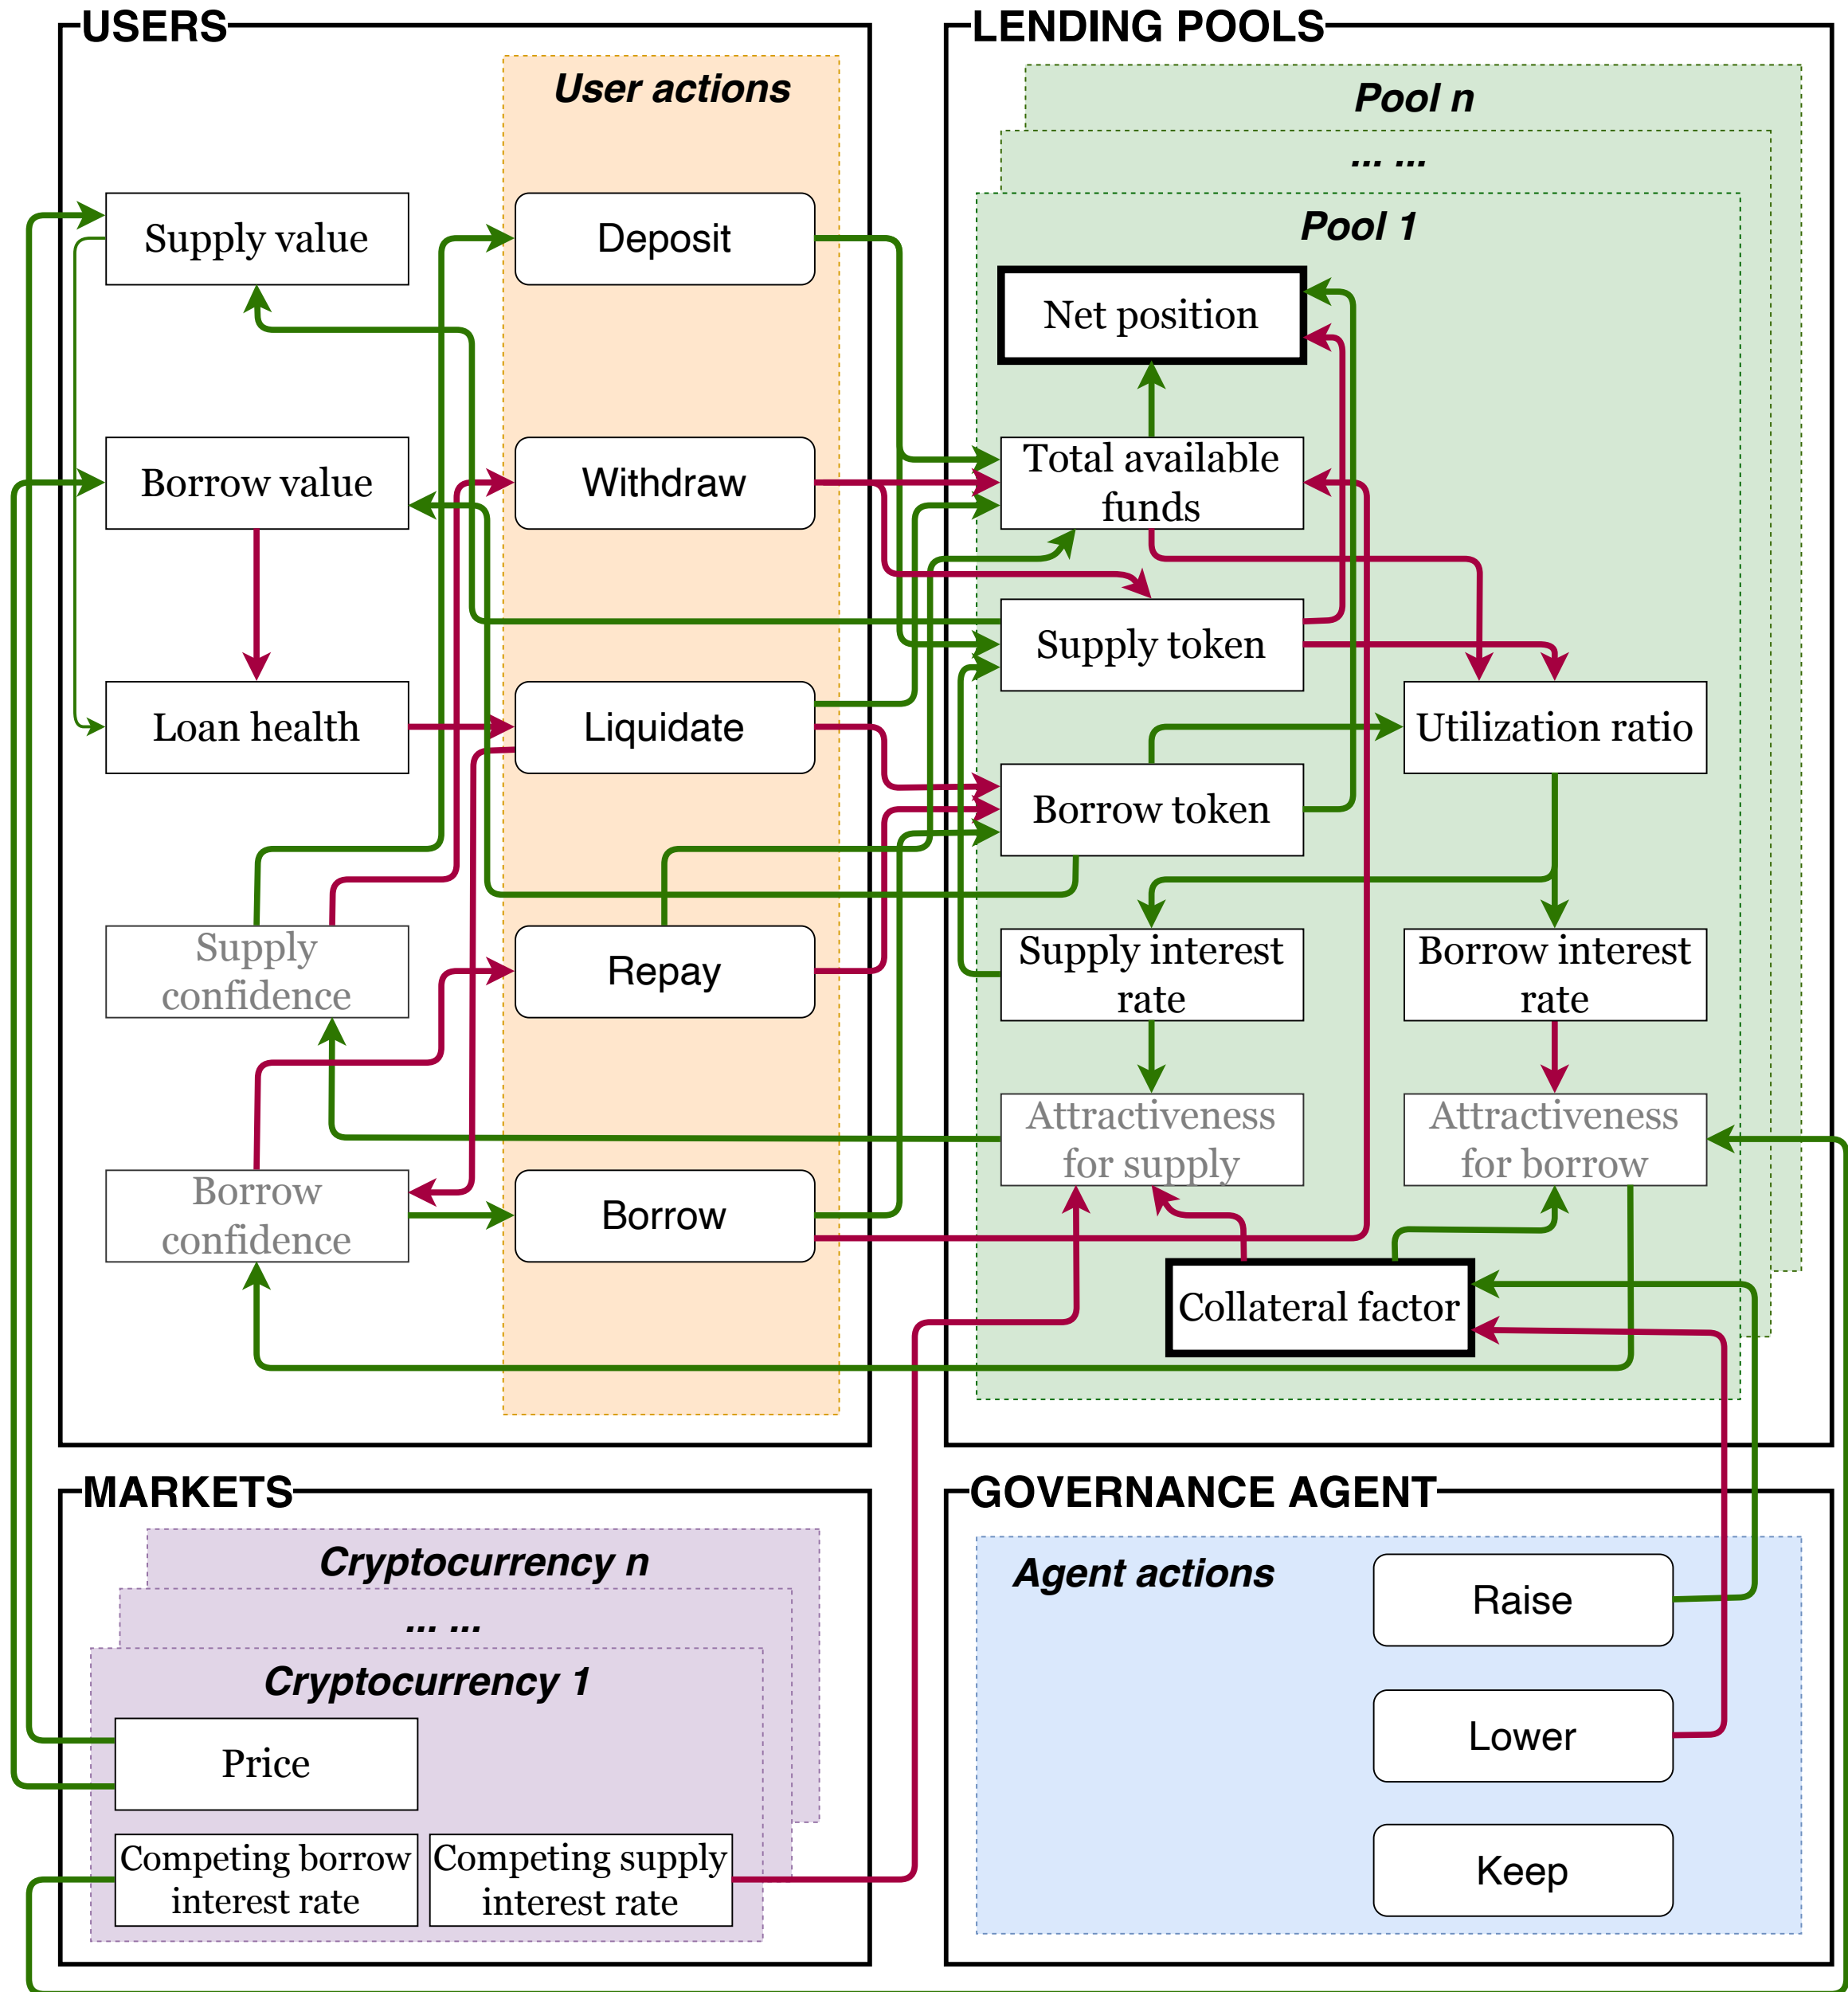 USERS
User actions
Supply value
Deposit
Borrow value
Withdraw
Loan health
Liquidate
Supply
confidence
Repay
Borrow
confidence
Borrow
LENDING POOLS
Pool n
... ...
Pool 1
Net position
Total available
funds
Supply token
Utilization ratio
Borrow token
Supply interest
rate
Borrow interest
rate
Attractiveness
for supply
Attractiveness
for borrow
Collateral factor
MARKETS
Cryptocurrency n
... ...
Cryptocurrency 1
Price
Competing borrow
interest rate
Competing supply
interest rate
GOVERNANCE AGENT
Agent actions
Raise
Lower
Keep